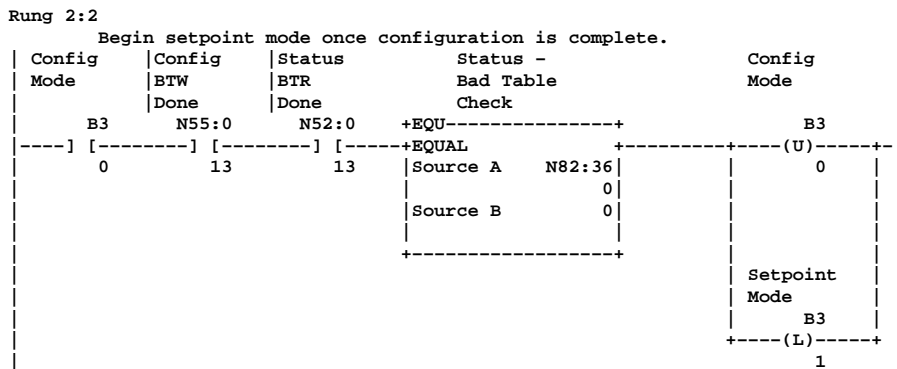 Rung 2:2
Begin setpoint mode once configuration is complete.
| Config |Config |Status Status – Config
| Mode |BTW |BTR Bad Table Mode
| |Done |Done Check
| B3 N55:0 N52:0 +EQU----------------+ B3
|----] [--------] [--------] [-----+EQUAL +---------+----(U)-----+-
| 0 13 13 |Source A N82:36| | 0 |
| | 0| | |
| |Source B 0| | |
| | | | |
| +------------------+ | |
| | Setpoint |
| | Mode |
| | B3 |
| +----(L)-----+
| 1